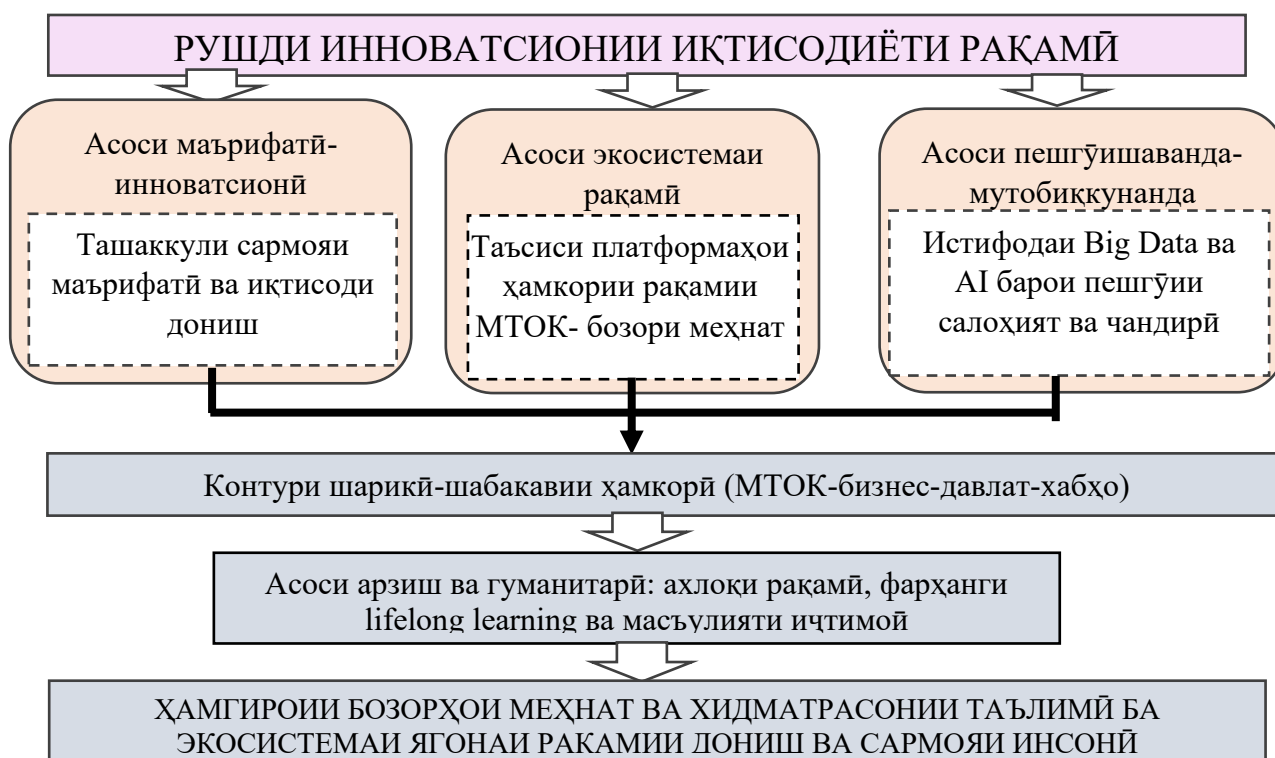 РУШДИ ИННОВАТСИОНИИ ИҚТИСОДИЁТИ РАҚАМӢ
Асоси маърифатӣ-
инноватсионӣ
Ташаккули сармояи
маърифатӣ ва иқтисоди
дониш
Асоси экосистемаи
рақамӣ
Таъсиси платформаҳои
ҳамкории рақамии
МТОК- бозори меҳнат
Асоси пешгӯишаванда-
мутобиққунанда
Истифодаи Big Data ва
AI барои пешгӯии
салоҳият ва чандирӣ
Контури шарикӣ-шабакавии ҳамкорӣ (МТОК-бизнес-давлат-хабҳо)
Асоси арзиш ва гуманитарӣ: ахлоқи рақамӣ, фарҳанги
lifelong learning ва масъулияти иҷтимоӣ
ҲАМГИРОИИ БОЗОРҲОИ МЕҲНАТ ВА ХИДМАТРАСОНИИ ТАЪЛИМӢ БА
ЭКОСИСТЕМАИ ЯГОНАИ РАҚАМИИ ДОНИШ ВА САРМОЯИ ИНСОНӢ